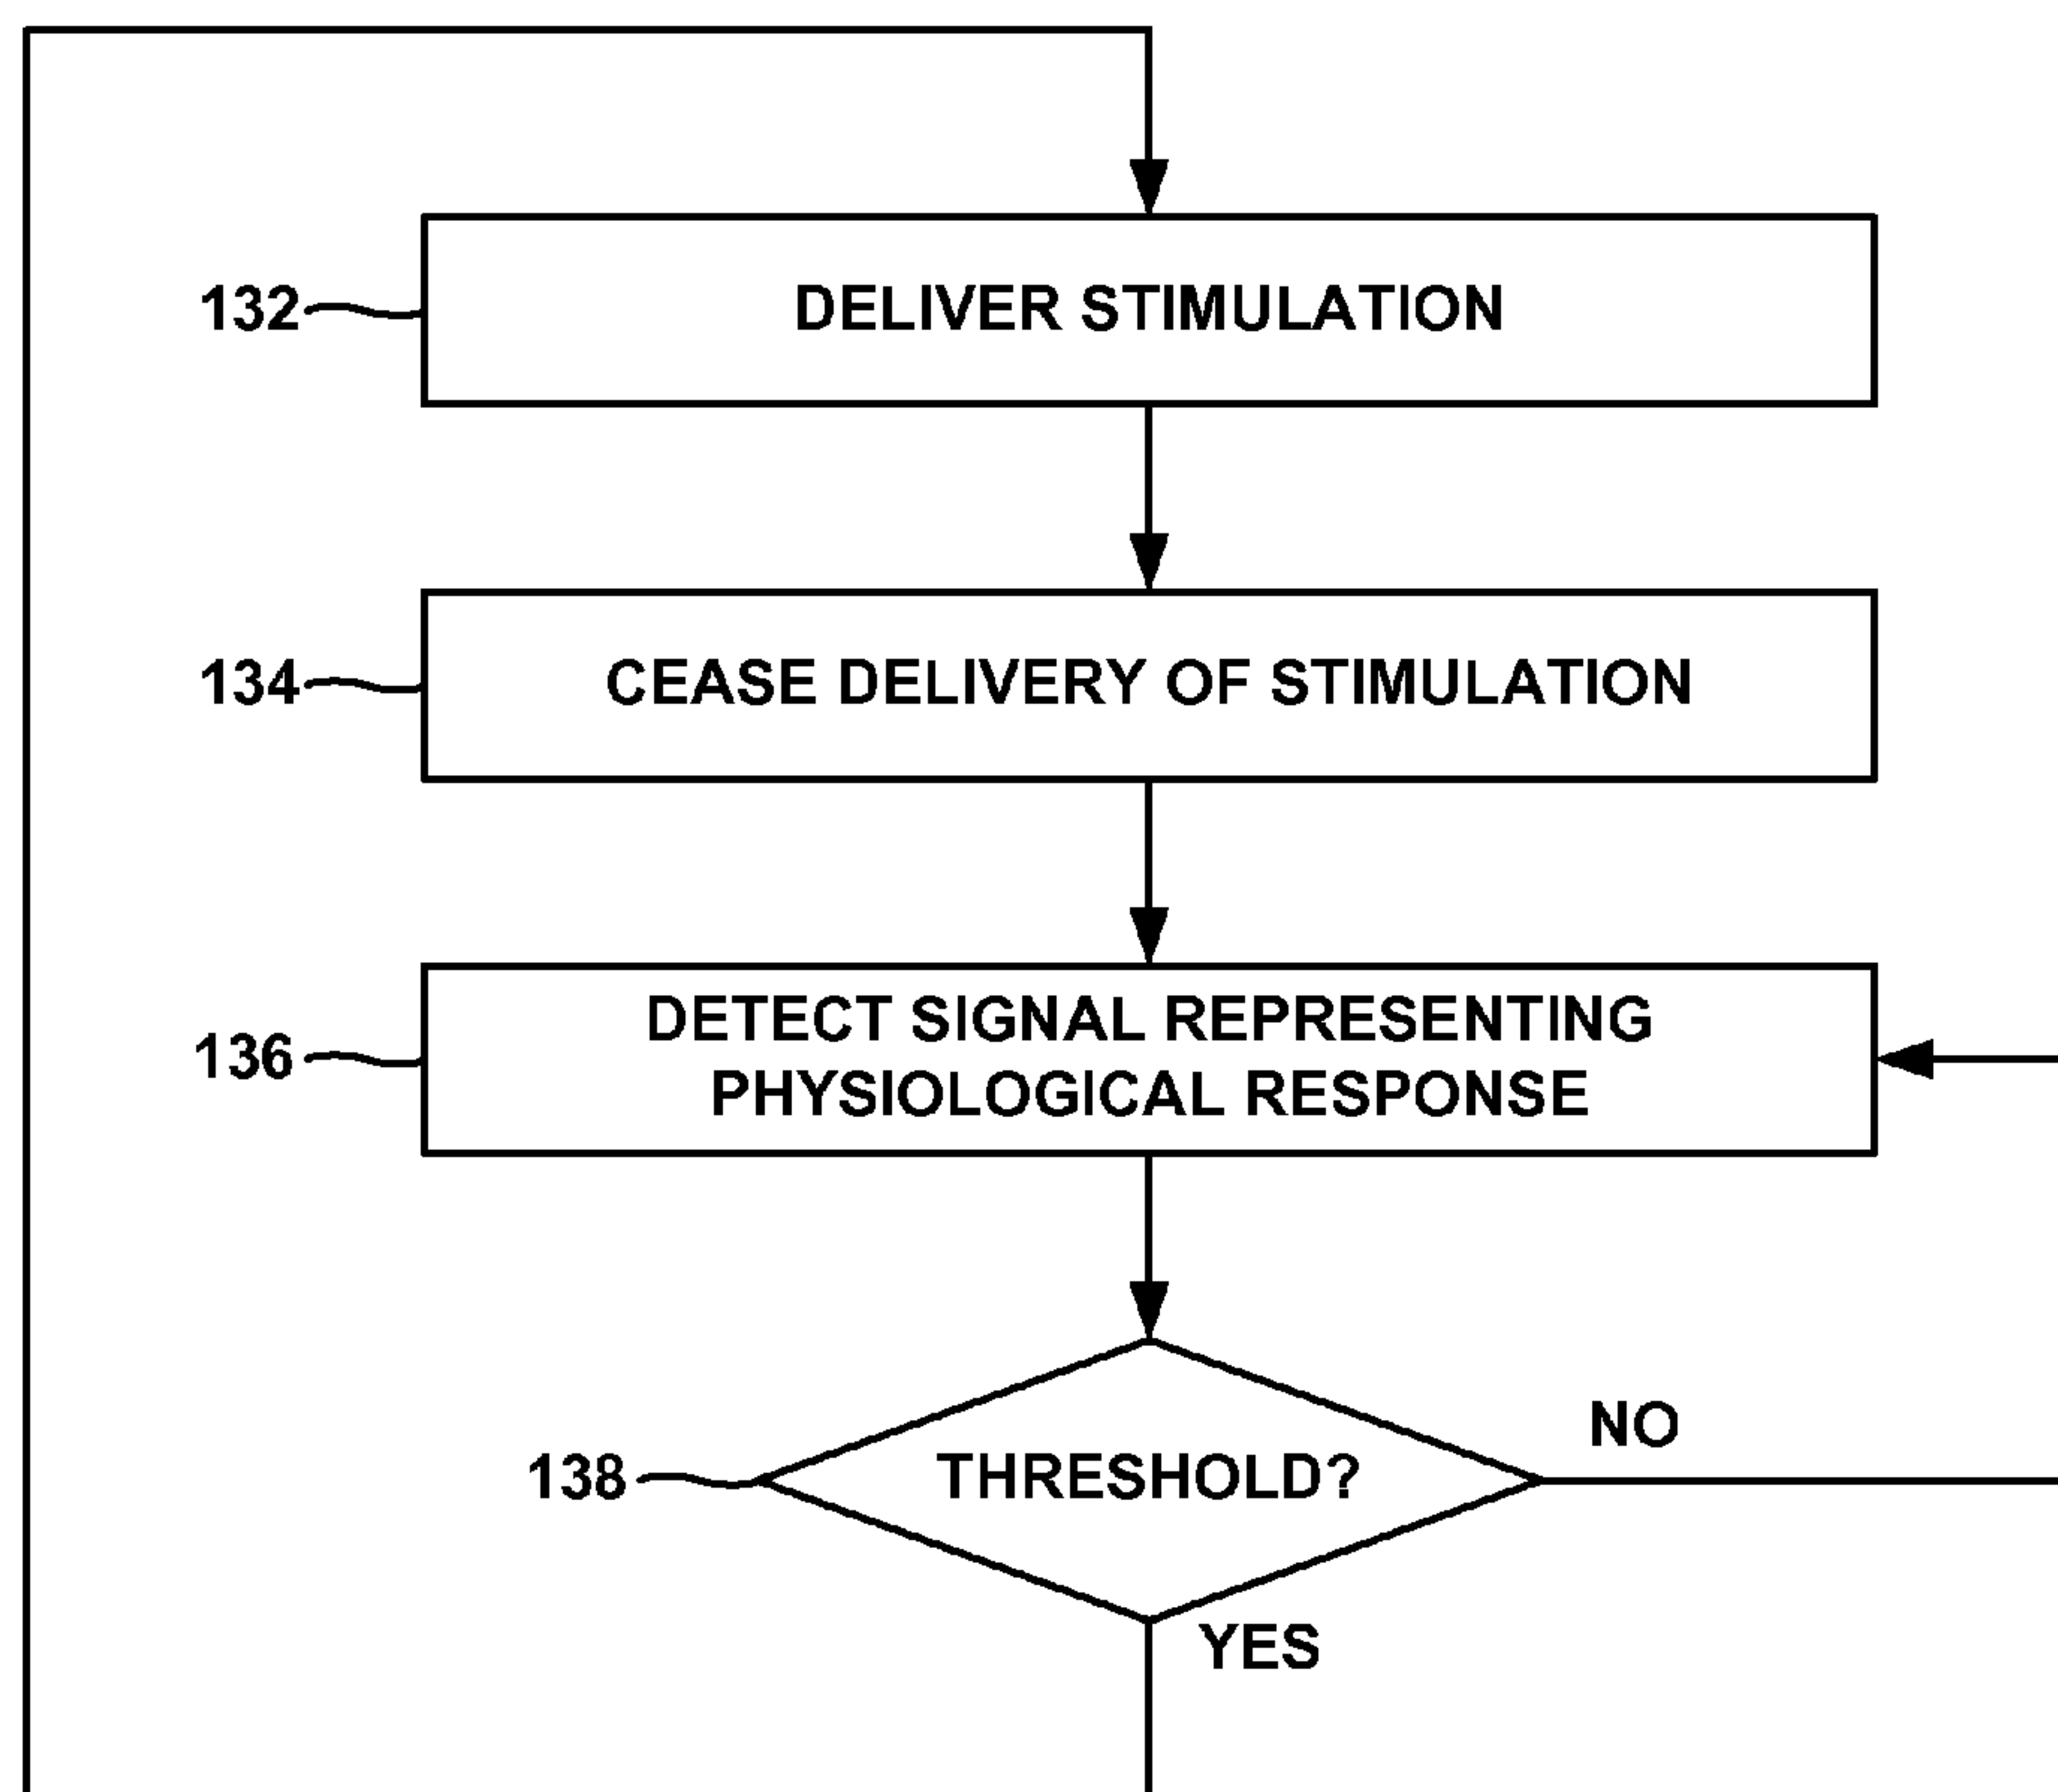 132
DELIVER STIMULATION
134
CEASE DELIVERY OF STIMULATION
136
DETECT SIGNAL REPRESENTING
PHYSIOLOGICAL RESPONSE
138
THRESHOLD?
NO
YES